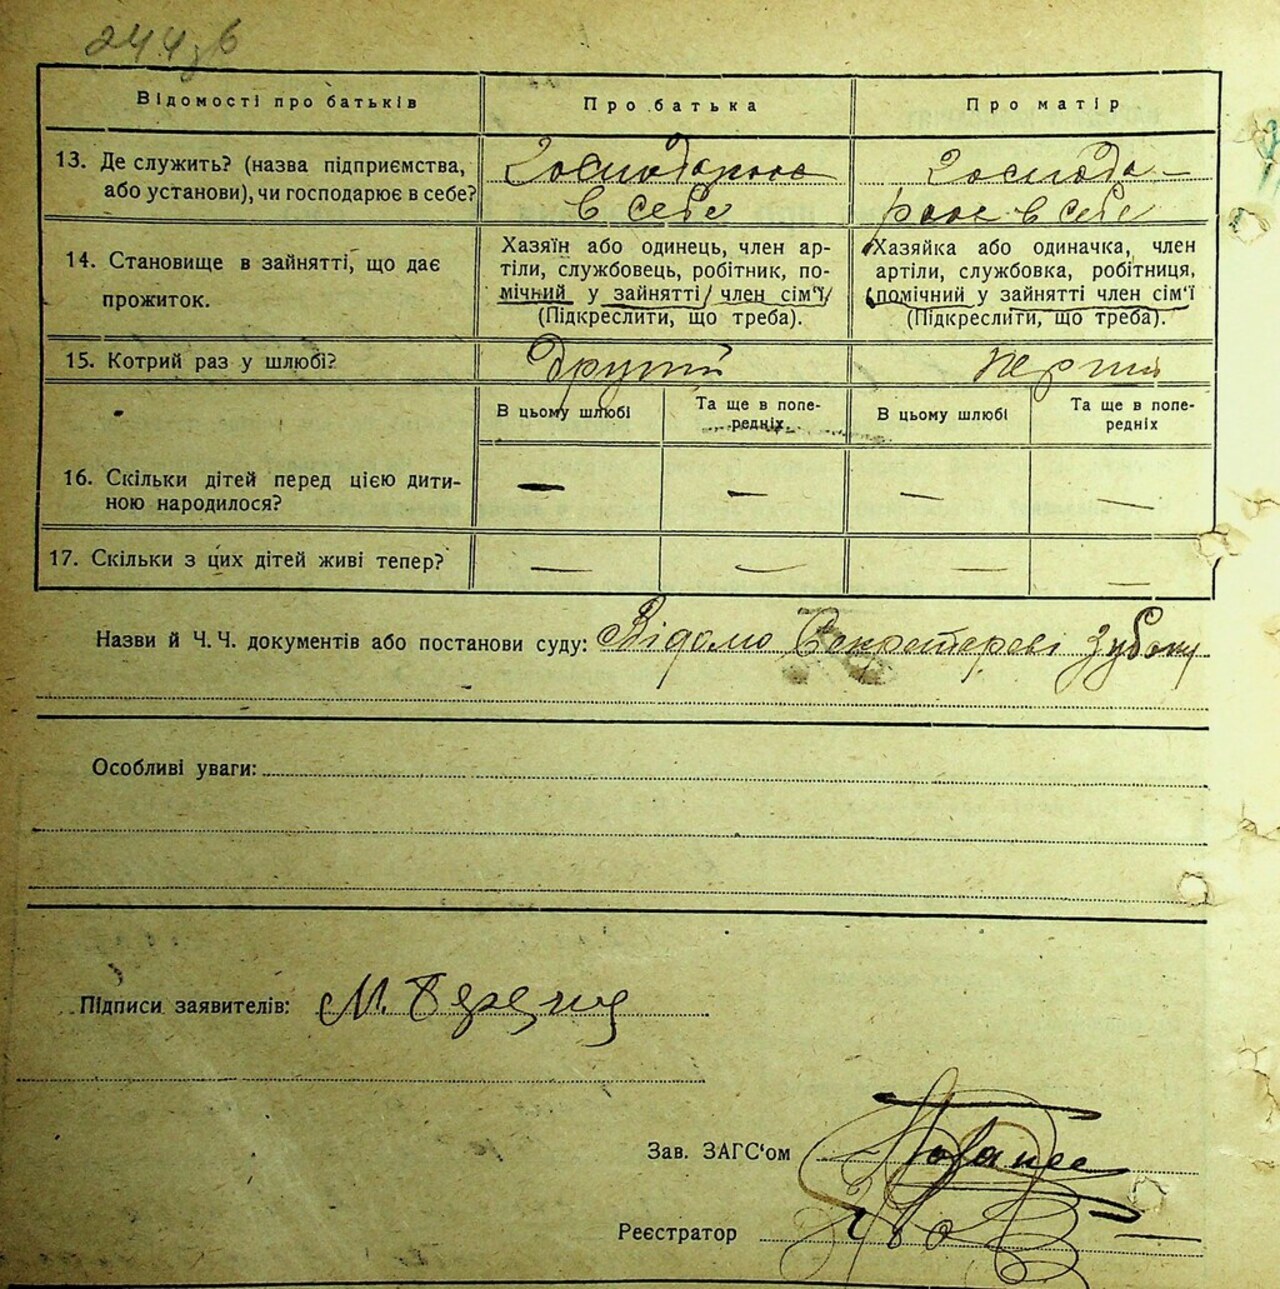 244зв
Відомості про батьків
Про батька
Про матір
13. Де служить? (назва підприємства,
або установи), чи господарює в себе?
Господарює
в себе
Господа-
рює в себе
14. Становище в зайнятті, що дає
прожиток.
Хазяїн або одинець, член ар-
тіли, службовець, робітник, по-
мічний у зайнятті член сім'ї
(Підкреслити, що треба).
Хазяйка або одиначка, член
артіли, службовка, робітниця,
помічний у зайнятті член сім'ї
(Підкреслити, що треба).
15. Котрий раз у шлюбі?
Другий
перший
В цьому шлюбі
Та ще в попе-
редніх
В цьому шлюбі
Та ще в попе-
редніх
16. Скільки дітей перед цією дити-
ною народилося?
— — — —
17. Скільки з цих дітей живі тепер?
— — — —
Назви й Ч. Ч. документів або постанови суду: Відомо Секретареві
Особливі уваги:
Підписи заявителів: М.
Зав. ЗАГС'ом
Реєстратор